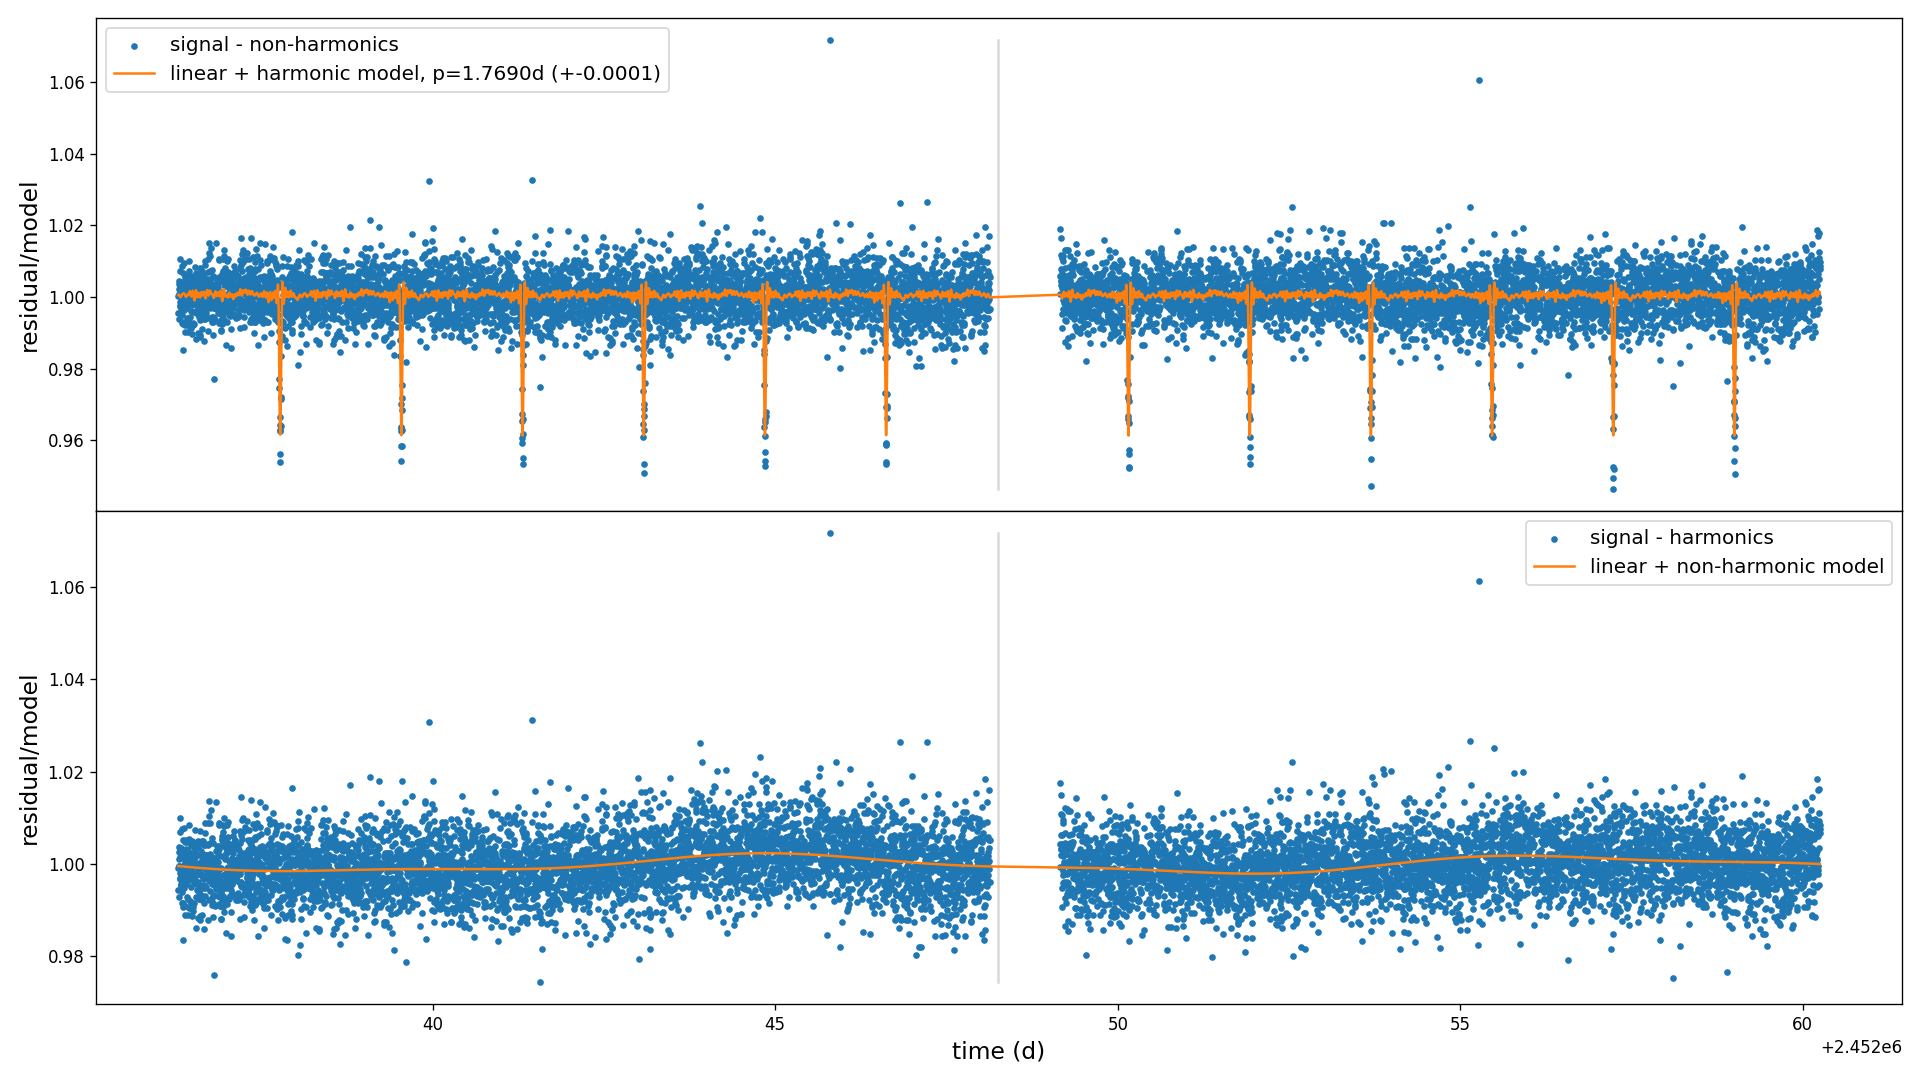 signal - non-harmonics
linear + harmonic model, p=1.7690d (+-0.0001)
residual/model
1.06
1.04
1.02
1.00
0.98
0.96
signal - harmonics
linear + non-harmonic model
residual/model
1.06
1.04
1.02
1.00
0.98
40
45
50
55
60
time (d)
+2.452e6